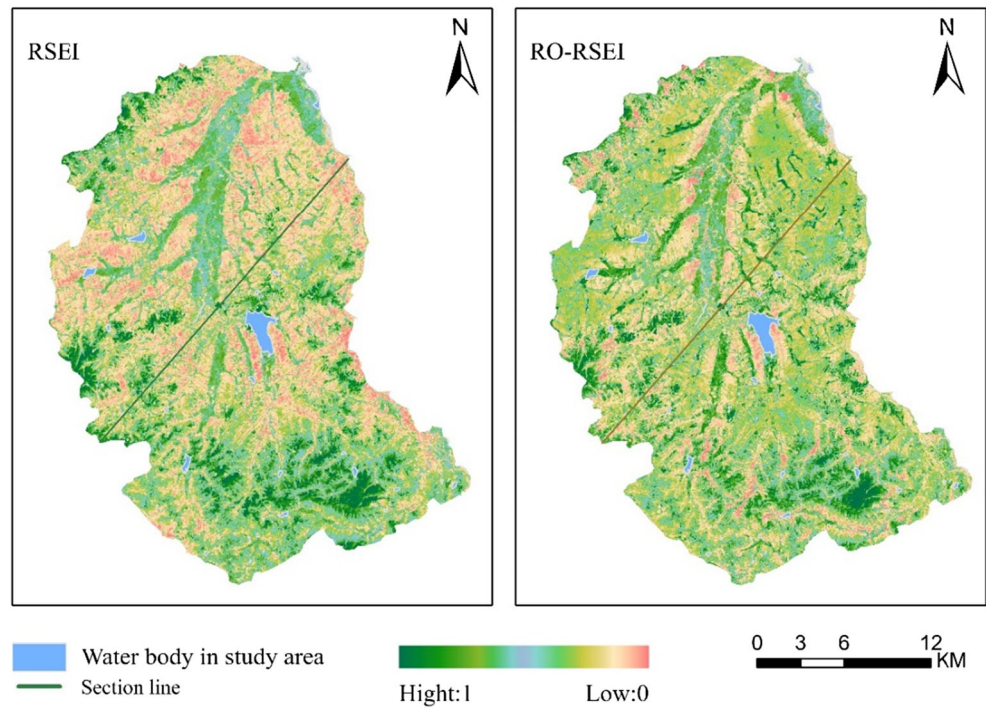 RSEI
N
RO-RSEI
N
Water body in study area
Section line
Hight:1 Low:0
0 3 6 12
KM